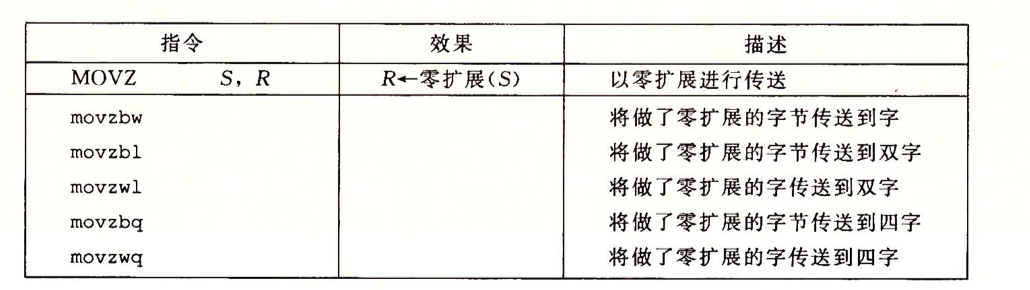 指令 效果 描述
MOVZ S, R R←零扩展(S) 以零扩展进行传送
movzbw 将做了零扩展的字节传送到字
movzbl 将做了零扩展的字节传送到双字
movzwl 将做了零扩展的字传送到双字
movzbq 将做了零扩展的字节传送到四字
movzwq 将做了零扩展的字传送到四字